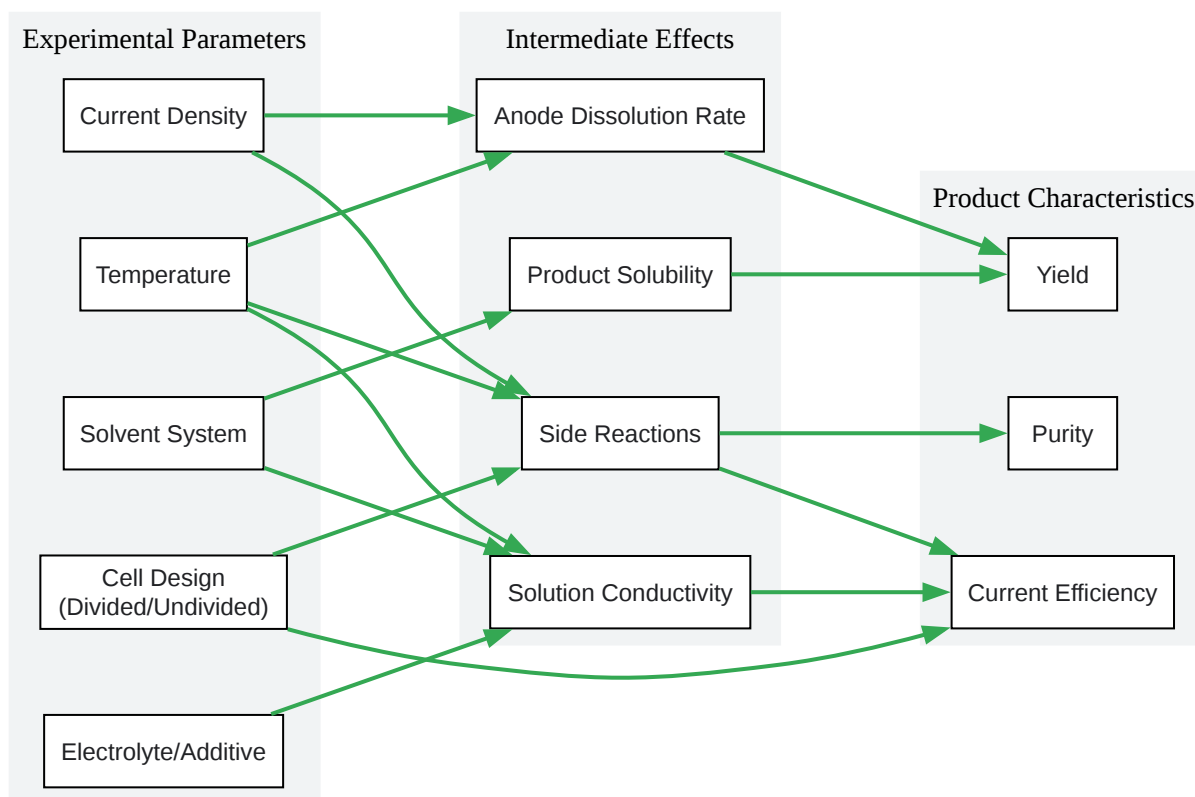 Experimental Parameters
Current Density
Temperature
Solvent System
Cell Design
(Divided/Undivided)
Electrolyte/Additive
Intermediate Effects
Anode Dissolution Rate
Product Solubility
Side Reactions
Solution Conductivity
Product Characteristics
Yield
Purity
Current Efficiency